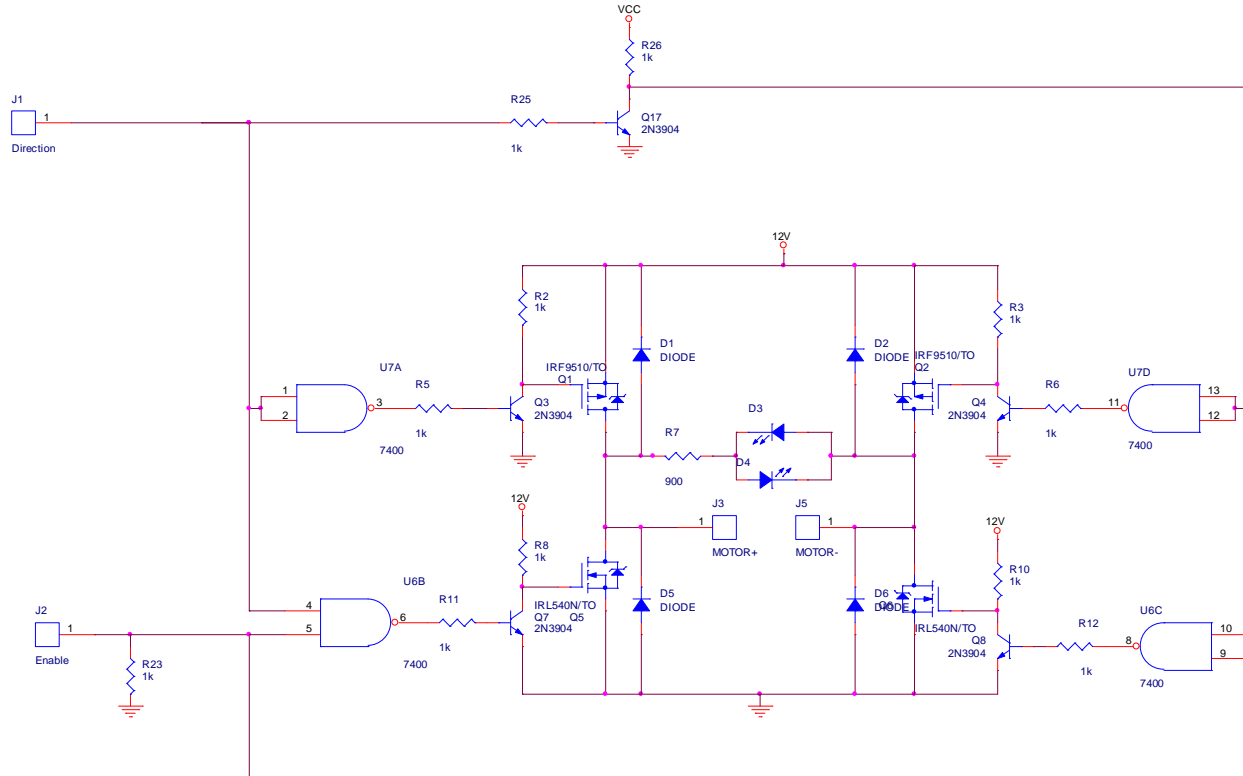 VCC
R26
1k
J1
1
Direction
R25
1k
Q17
2N3904
12V
R2
1k
R3
1k
D1
DIODE
D2
DIODE
IRF9510/TO
Q1
IRF9510/TO
Q2
U7A
1
2
3
7400
R5
1k
Q3
2N3904
D3
R7
900
D4
Q4
2N3904
R6
1k
U7D
11
13
12
7400
12V
R8
1k
J3
1
MOTOR+
J5
1
MOTOR-
12V
R10
1k
J2
1
Enable
R23
1k
U6B
4
5
6
7400
R11
1k
IRL540N/TO
Q7
Q5
2N3904
D5
DIODE
D6
DIODE
Q6
IRL540N/TO
Q8
2N3904
R12
1k
U6C
8
10
9
7400